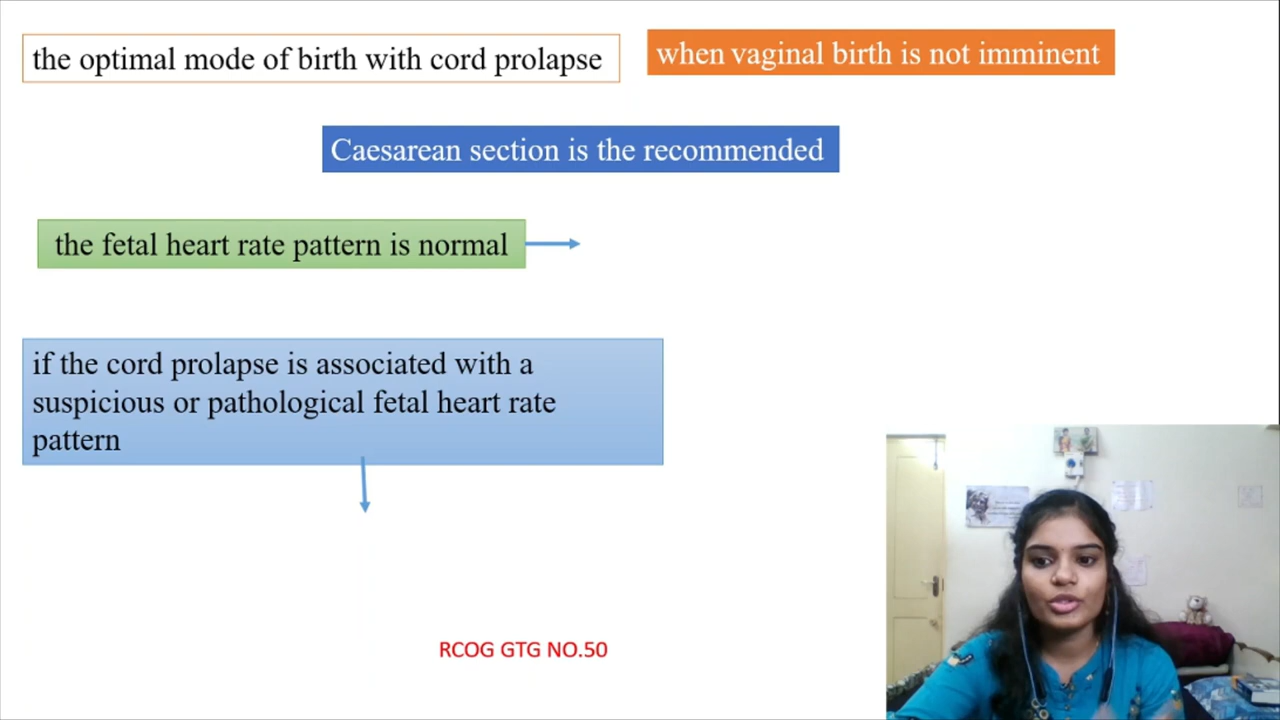 the optimal mode of birth with cord prolapse
when vaginal birth is not imminent
Caesarean section is the recommended
the fetal heart rate pattern is normal
if the cord prolapse is associated with a
suspicious or pathological fetal heart rate
pattern
RCOG GTG NO.50